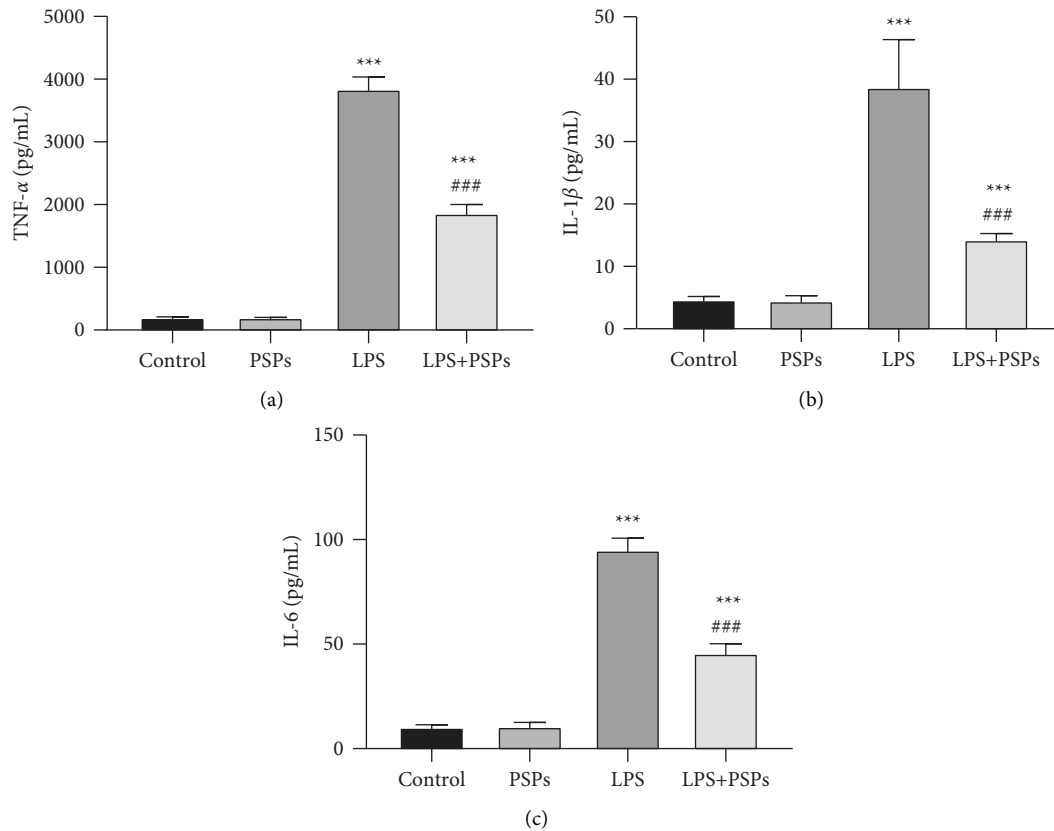 5000
4000
3000
2000
1000
0
TNF-α (pg/mL)
***
***
###
Control PSPs LPS LPS+PSPs
(a)
50
40
30
20
10
0
IL-1β (pg/mL)
***
***
###
Control PSPs LPS LPS+PSPs
(b)
150
100
50
0
IL-6 (pg/mL)
***
***
###
Control PSPs LPS LPS+PSPs
(c)